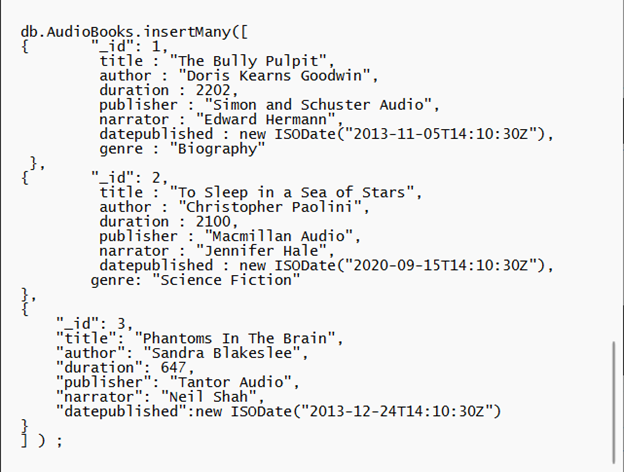 db.AudioBooks.insertMany([
{       "_id": 1,
         title : "The Bully Pulpit",
         author : "Doris Kearns Goodwin",
         duration : 2202,
         publisher : "Simon and Schuster Audio",
         narrator : "Edward Hermann",
         datepublished : new ISODate("2013-11-05T14:10:30Z"),
         genre : "Biography"
 },
{       "_id": 2,
         title : "To Sleep in a Sea of Stars",
         author : "Christopher Paolini",
         duration : 2100,
         publisher : "Macmillan Audio",
         narrator : "Jennifer Hale",
         datepublished : new ISODate("2020-09-15T14:10:30Z"),
        genre: "Science Fiction"
},
{
    "_id": 3,
    "title": "Phantoms In The Brain",
    "author": "Sandra Blakeslee",
    "duration": 647,
    "publisher": "Tantor Audio",
    "narrator": "Neil Shah",
    "datepublished":new ISODate("2013-12-24T14:10:30Z")
}
] ) ;